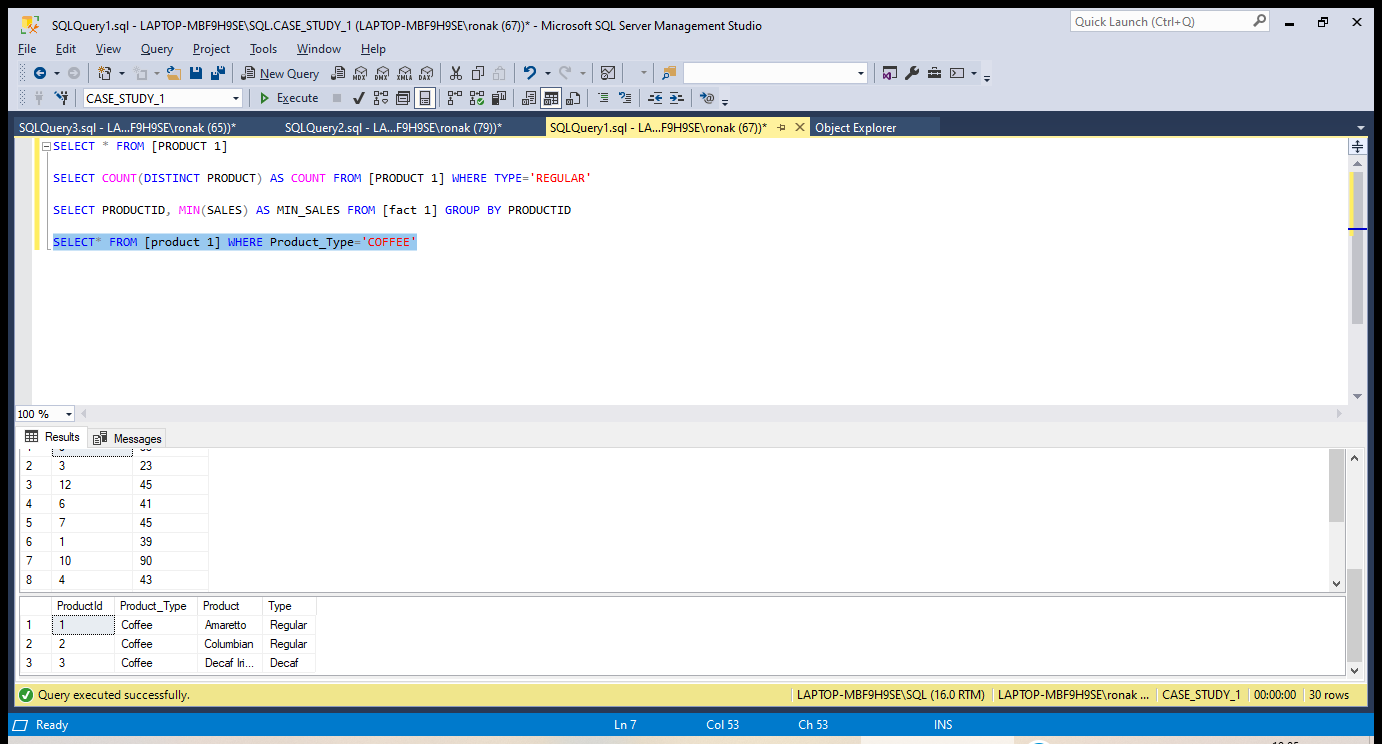 SQLQuery1.sql - LAPTOP-MBF9H9SE\SQL.CASE_STUDY_1 (LAPTOP-MBF9H9SE\ronak (67))* - Microsoft SQL Server Management Studio
Quick Launch (Ctrl+Q)
File Edit View Query Project Tools Window Help
New Query MDX DMX XMLA DAX
CASE_STUDY_1 Execute
SQLQuery3.sql - LA...F9H9SE\ronak (65))* SQLQuery2.sql - LA...F9H9SE\ronak (79))* SQLQuery1.sql - LA...F9H9SE\ronak (67))* Object Explorer
SELECT * FROM [PRODUCT 1]
SELECT COUNT(DISTINCT PRODUCT) AS COUNT FROM [PRODUCT 1] WHERE TYPE='REGULAR'
SELECT PRODUCTID, MIN(SALES) AS MIN_SALES FROM [fact 1] GROUP BY PRODUCTID
SELECT* FROM [product 1] WHERE Product_Type='COFFEE'
100 %
Results Messages
2 3 23
3 12 45
4 6 41
5 7 45
6 1 39
7 10 90
8 4 43
ProductId Product_Type Product Type
1 1 Coffee Amaretto Regular
2 2 Coffee Columbian Regular
3 3 Coffee Decaf Iri... Decaf
Query executed successfully. LAPTOP-MBF9H9SE\SQL (16.0 RTM) LAPTOP-MBF9H9SE\ronak ... CASE_STUDY_1 00:00:00 30 rows
Ready Ln 7 Col 53 Ch 53 INS